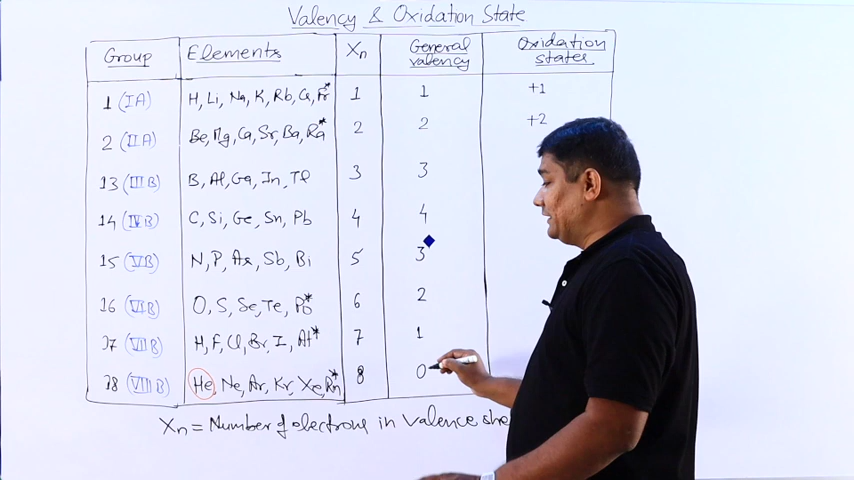 Valency & Oxidation State
Group Elements Xn General valency Oxidation states
1 (IA) H, Li, Na, K, Rb, Cs, Fr* 1 1 +1
2 (IIA) Be, Mg, Ca, Sr, Ba, Ra* 2 2 +2
13 (IIIB) B, Al, Ga, In, Tl 3 3
14 (IVB) C, Si, Ge, Sn, Pb 4 4
15 (VB) N, P, As, Sb, Bi 5 3
16 (VIB) O, S, Se, Te, Po* 6 2
17 (VIIB) H, F, Cl, Br, I, At* 7 1
18 (VIIIB) He, Ne, Ar, Kr, Xe, Rn* 8 0
Xn = Number of electrons in Valence she